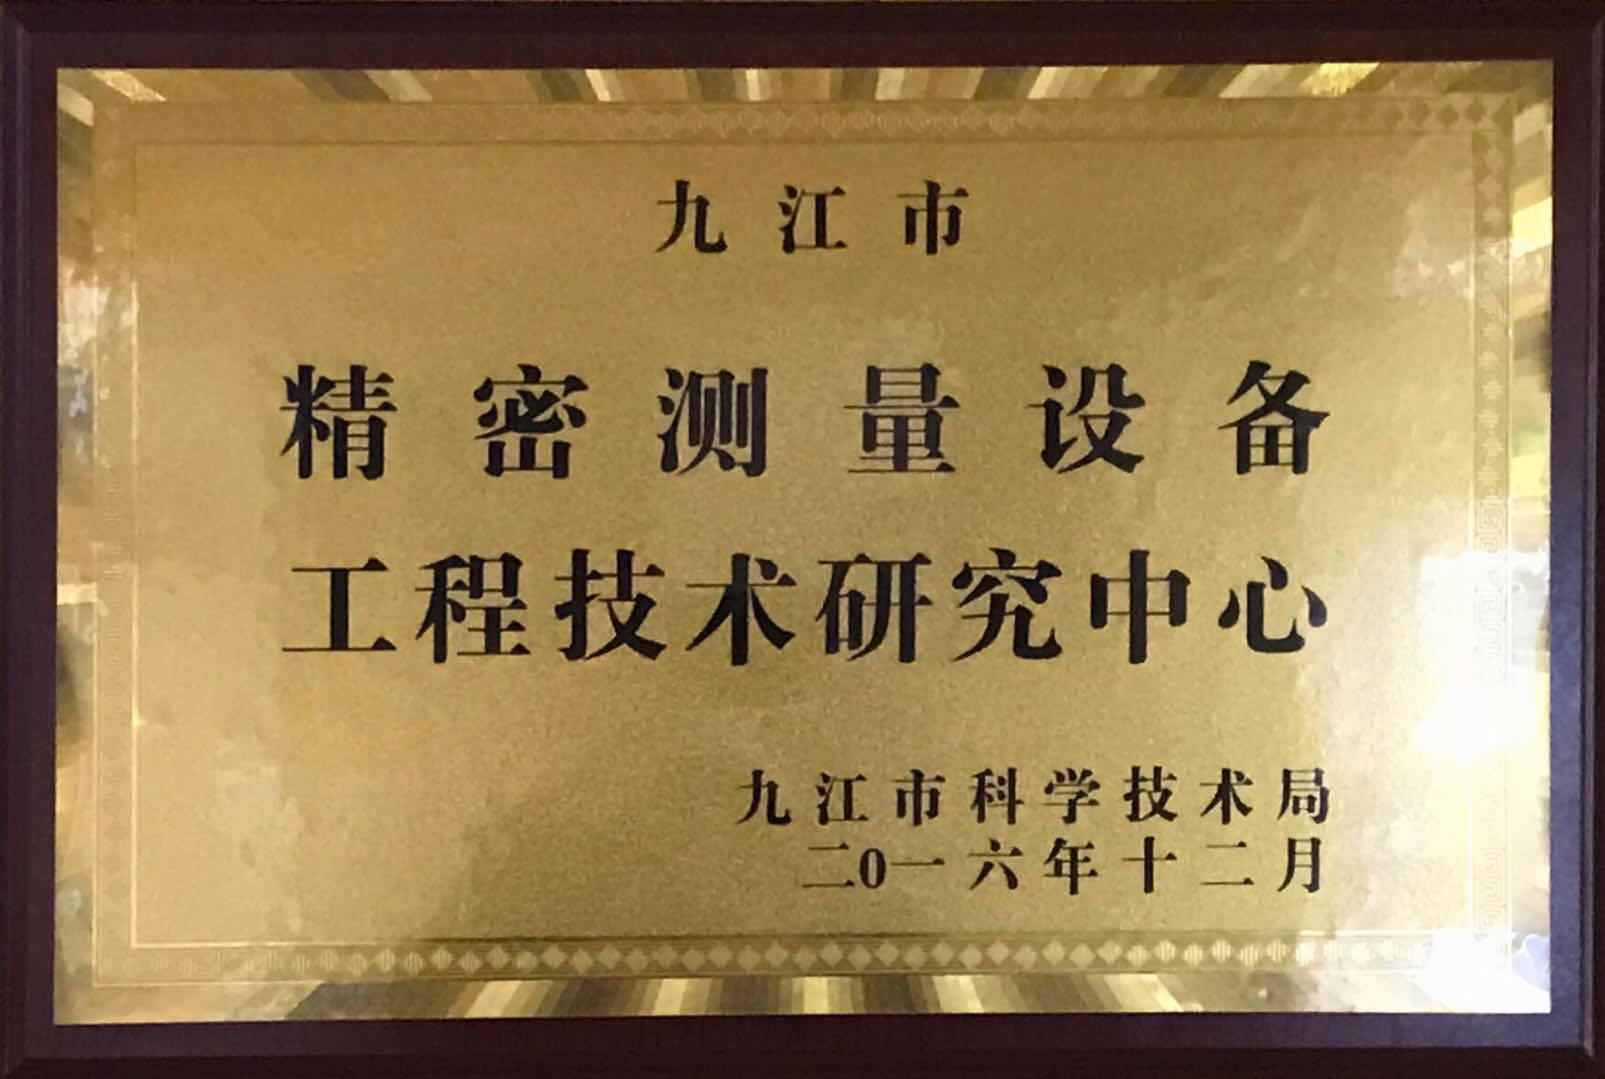 九江市
精密测量设备
工程技术研究中心
九江市科学技术局
二0一六年十二月